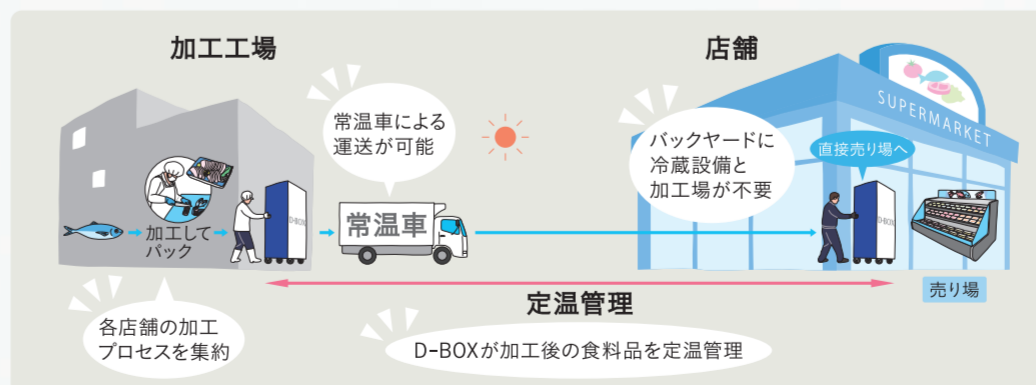 加工工場
店舗
常温車による
運送が可能
バックヤードに
冷蔵設備と
加工場が不要
SUPERMARKET
直接売り場へ
加工して
パック
D-BOX
常温車
D-BOX
売り場
定温管理
各店舗の加工
プロセスを集約
D-BOXが加工後の食料品を定温管理